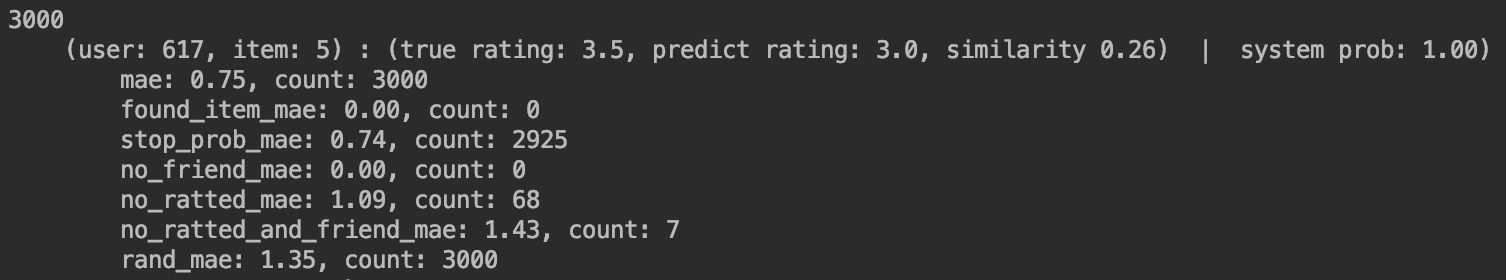 3000
(user: 617, item: 5) : (true rating: 3.5, predict rating: 3.0, similarity 0.26)  |  system prob: 1.00)
mae: 0.75, count: 3000
found_item_mae: 0.00, count: 0
stop_prob_mae: 0.74, count: 2925
no_friend_mae: 0.00, count: 0
no_ratted_mae: 1.09, count: 68
no_ratted_and_friend_mae: 1.43, count: 7
rand_mae: 1.35, count: 3000